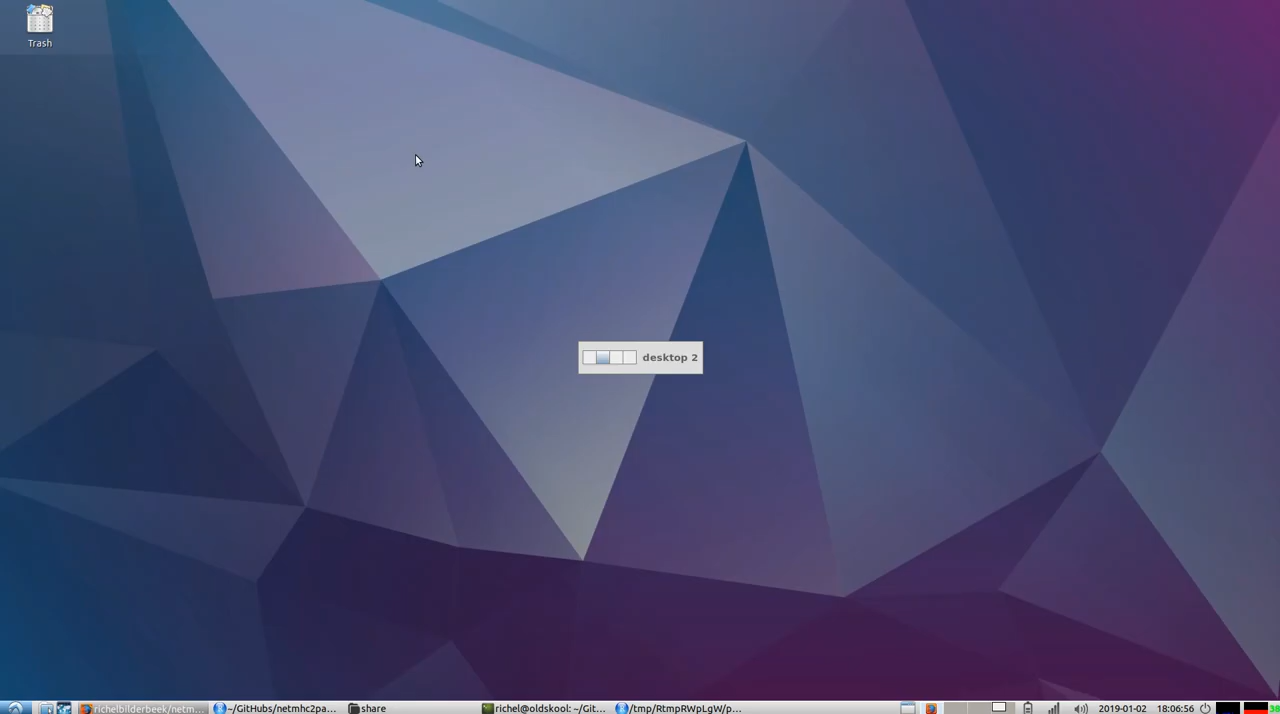 Trash
desktop 2
richelbilderbeek/netm...
~/GitHubs/netmhc2pa...
share
richel@oldskool: ~/Git...
/tmp/RtmpRWpLgW/p...
2019-01-02
18:06:56
38